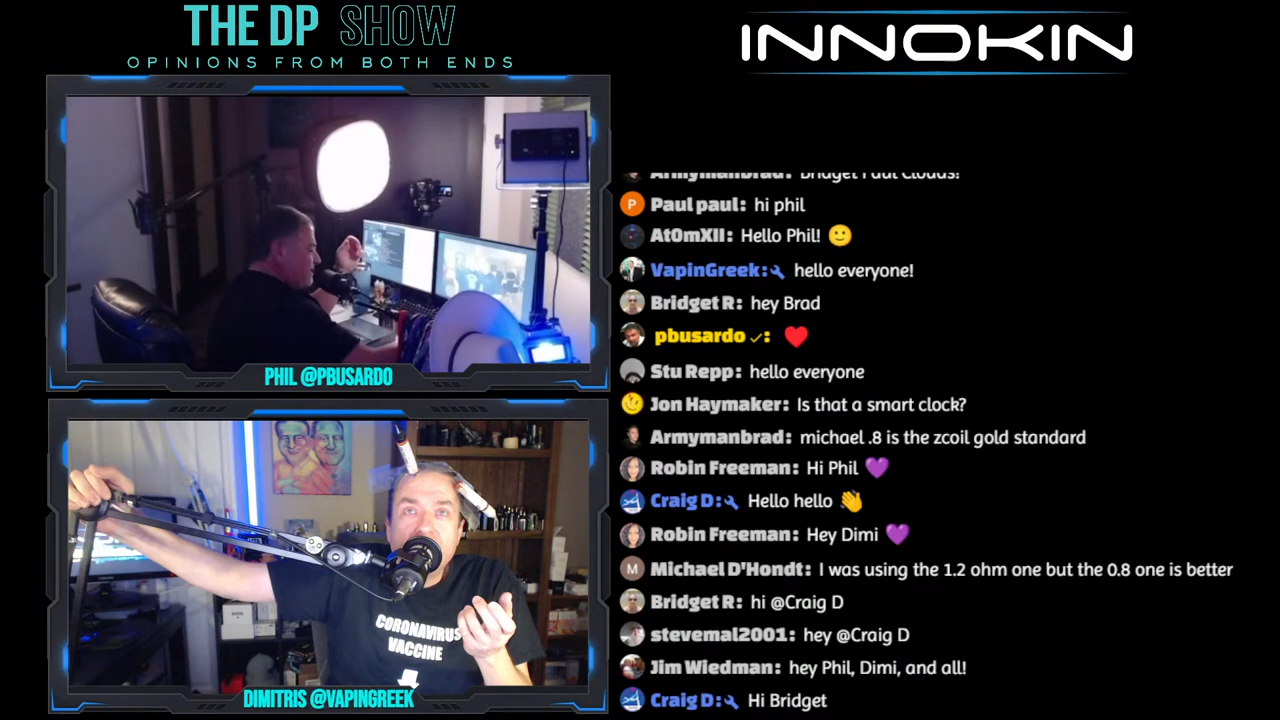 THE DP SHOW
OPINIONS FROM BOTH ENDS
INNOKIN
PHIL @PBUSARDO
CORONAVIRUS
VACCINE
DIMITRIS @VAPINGREEK
Armymanbrad: Bridget Paul Clouds!
Paul paul: hi phil
AtOmXII: Hello Phil! 🙂
VapinGreek: hello everyone!
Bridget R: hey Brad
pbusardo ✓: ❤️
Stu Repp: hello everyone
Jon Haymaker: Is that a smart clock?
Armymanbrad: michael .8 is the zcoil gold standard
Robin Freeman: Hi Phil 💜
Craig D: Hello hello 👋
Robin Freeman: Hey Dimi 💜
M
Michael D'Hondt: I was using the 1.2 ohm one but the 0.8 one is better
Bridget R: hi @Craig D
stevemal2001: hey @Craig D
Jim Wiedman: hey Phil, Dimi, and all!
Craig D: Hi Bridget